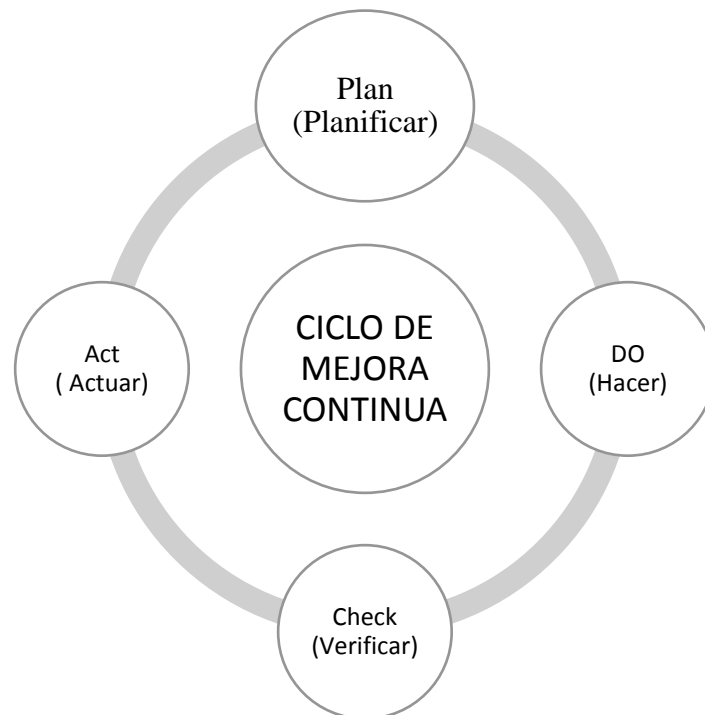 Plan
(Planificar)
DO
(Hacer)
Check
(Verificar)
Act
( Actuar)
CICLO DE
MEJORA
CONTINUA